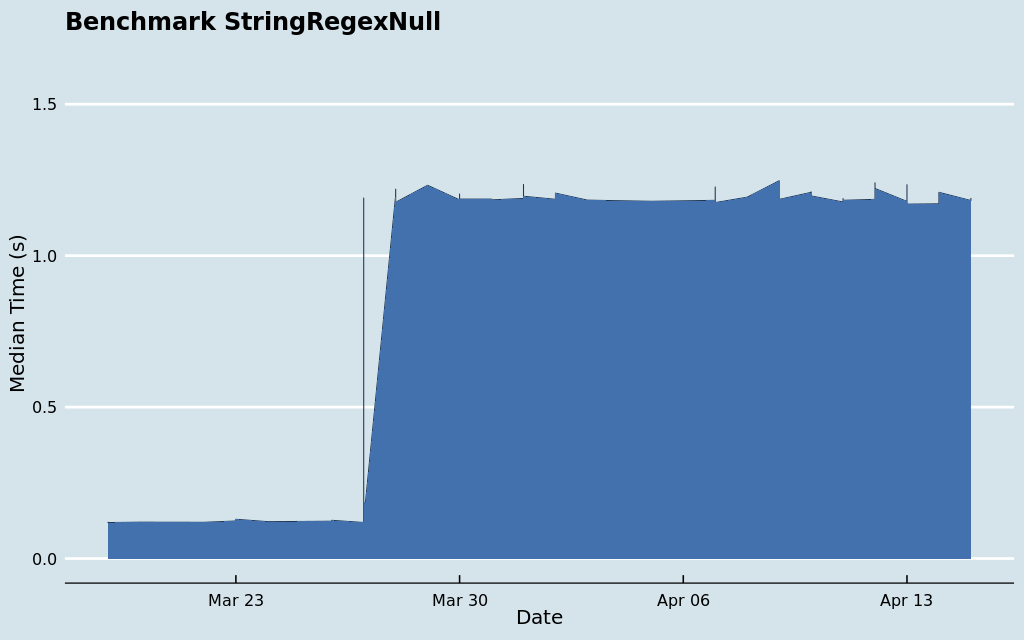 Benchmark StringRegexNull
1.5
1.0
0.5
0.0
Median Time (s)
Mar 23
Mar 30
Apr 06
Apr 13
Date